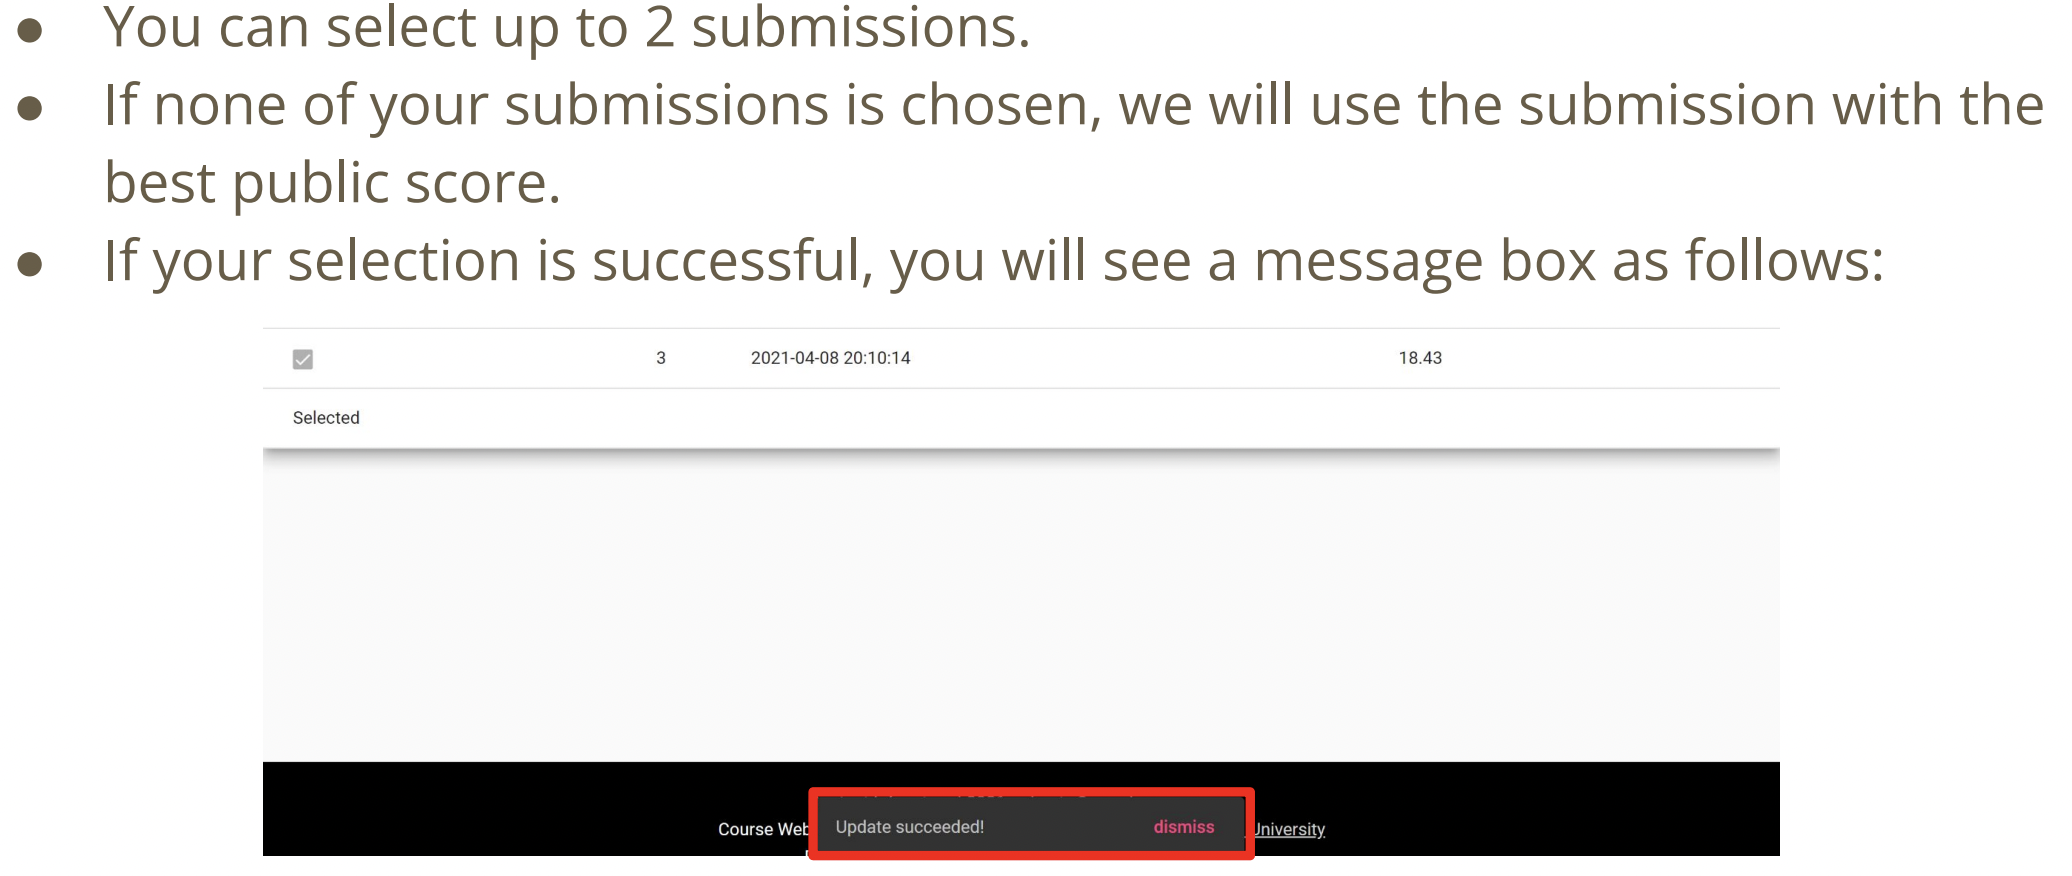 ● You can select up to 2 submissions.
● If none of your submissions is chosen, we will use the submission with the
best public score.
● If your selection is successful, you will see a message box as follows:
3 2021-04-08 20:10:14 18.43
Selected
Course Web Update succeeded! dismiss University